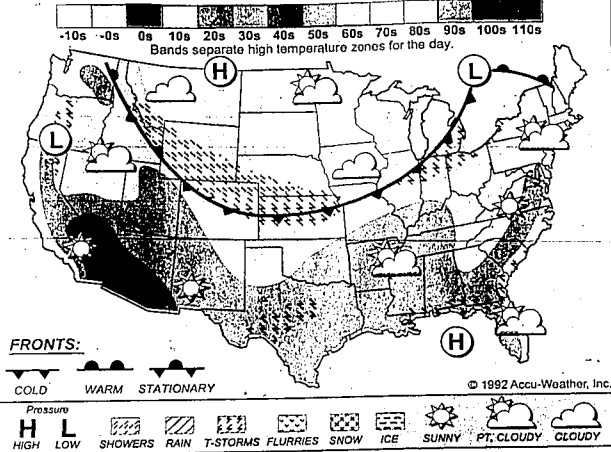 -10s -0s 0s 10s 20s 30s 40s 50s 60s 70s 80s 90s 100s 110s
Bands separate high temperature zones for the day.
H
L
L
H
FRONTS:
COLD WARM STATIONARY
© 1992 Accu-Weather, Inc.
Pressure
H L
HIGH LOW SHOWERS RAIN T-STORMS FLURRIES SNOW ICE SUNNY PT. CLOUDY CLOUDY